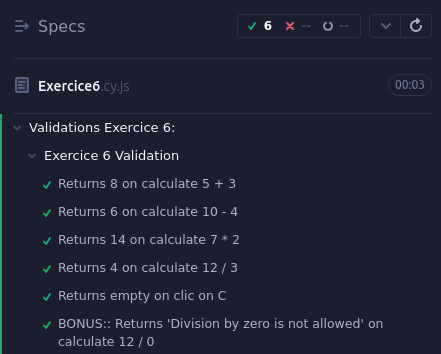 Specs
6 -- --
Exercice6.cy.js
00:03
Validations Exercice 6:
Exercice 6 Validation
Returns 8 on calculate 5 + 3
Returns 6 on calculate 10 - 4
Returns 14 on calculate 7 * 2
Returns 4 on calculate 12 / 3
Returns empty on clic on C
BONUS:: Returns 'Division by zero is not allowed' on
calculate 12 / 0